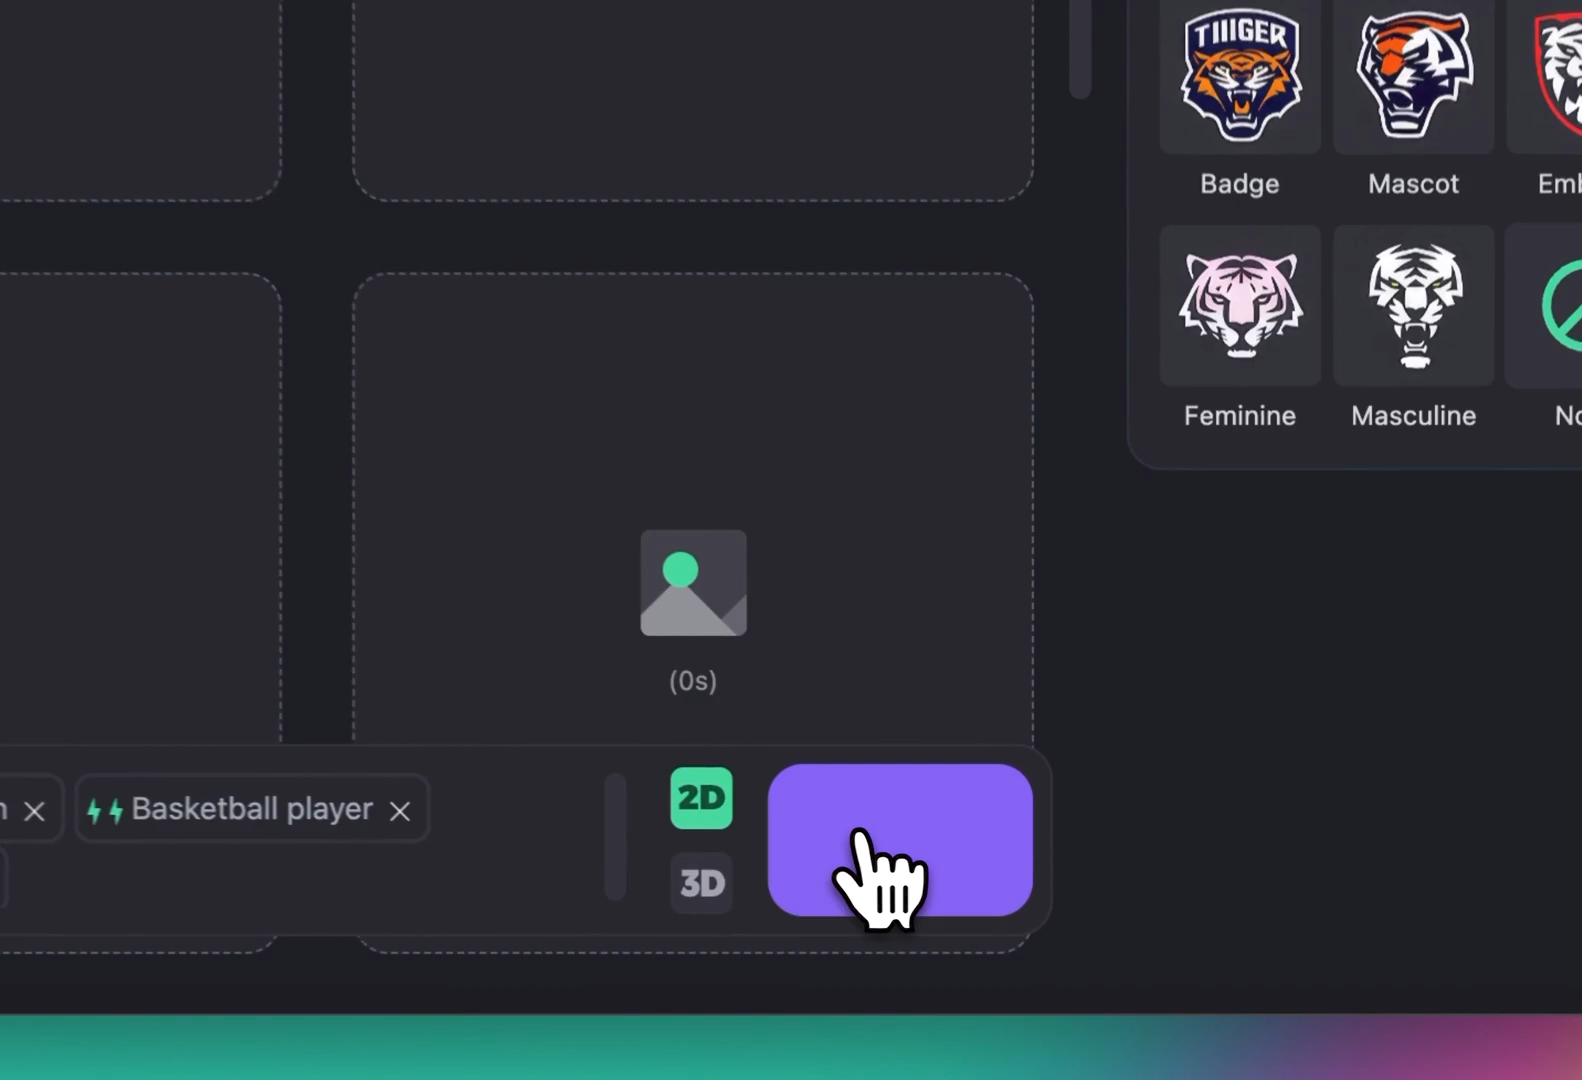 TIIIGER
Badge
Mascot
Feminine
Masculine
(0s)
Basketball player
2D
3D